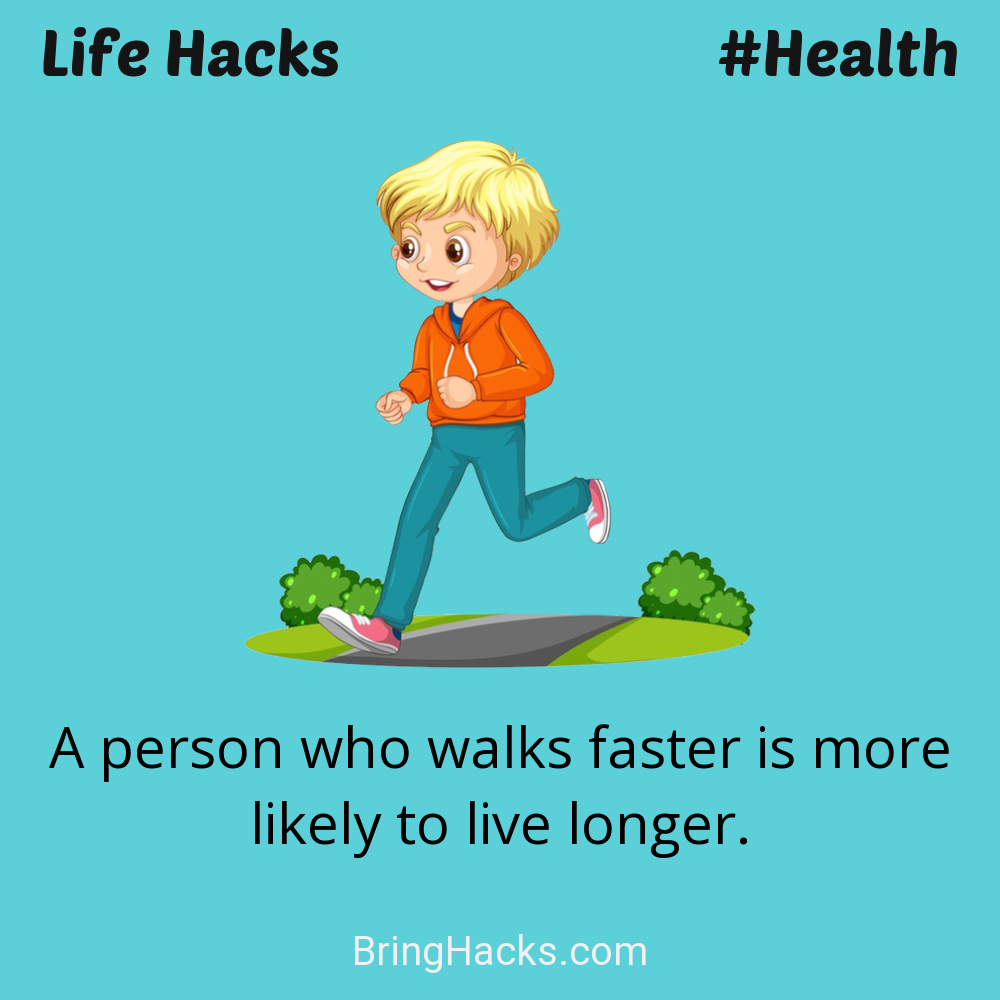 Life Hacks
#Health
A person who walks faster is more
likely to live longer.
BringHacks.com